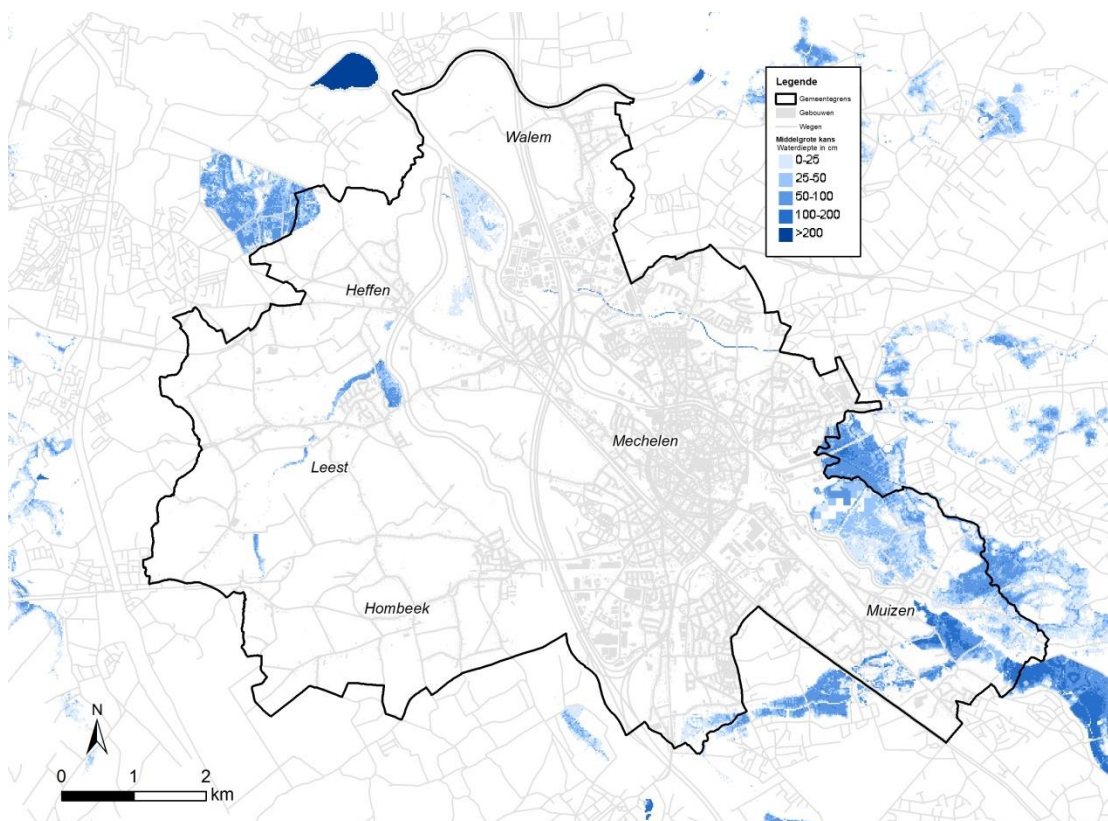 Legende
Gemeentegrens
Gebouwen
Wegen
Middelgrote kans
Waterdiepte in cm
0-25
25-50
50-100
100-200
>200
Walem
Heffen
Mechelen
Leest
Hombeek
Muizen
N
0 1 2
km